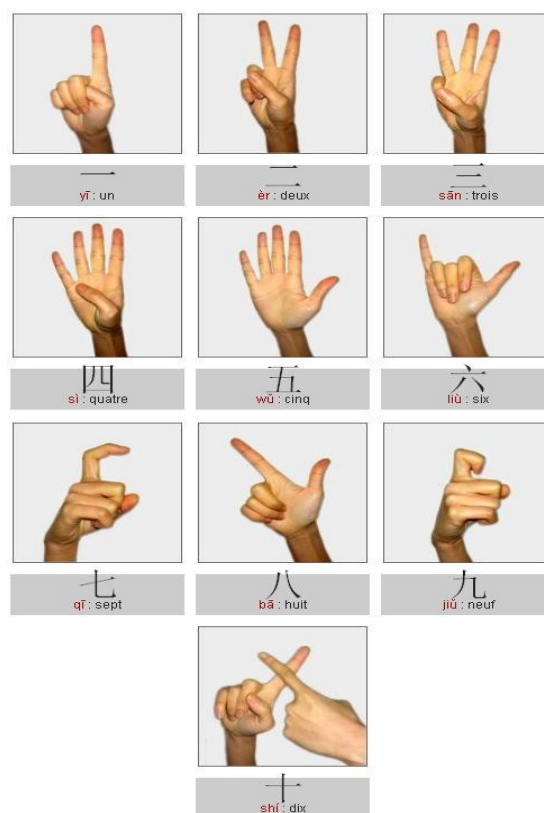 一
yī : un
二
èr : deux
三
sān : trois
四
sì : quatre
五
wǔ : cinq
六
liù : six
七
qī : sept
八
bā : huit
九
jiǔ : neuf
十
shí : dix